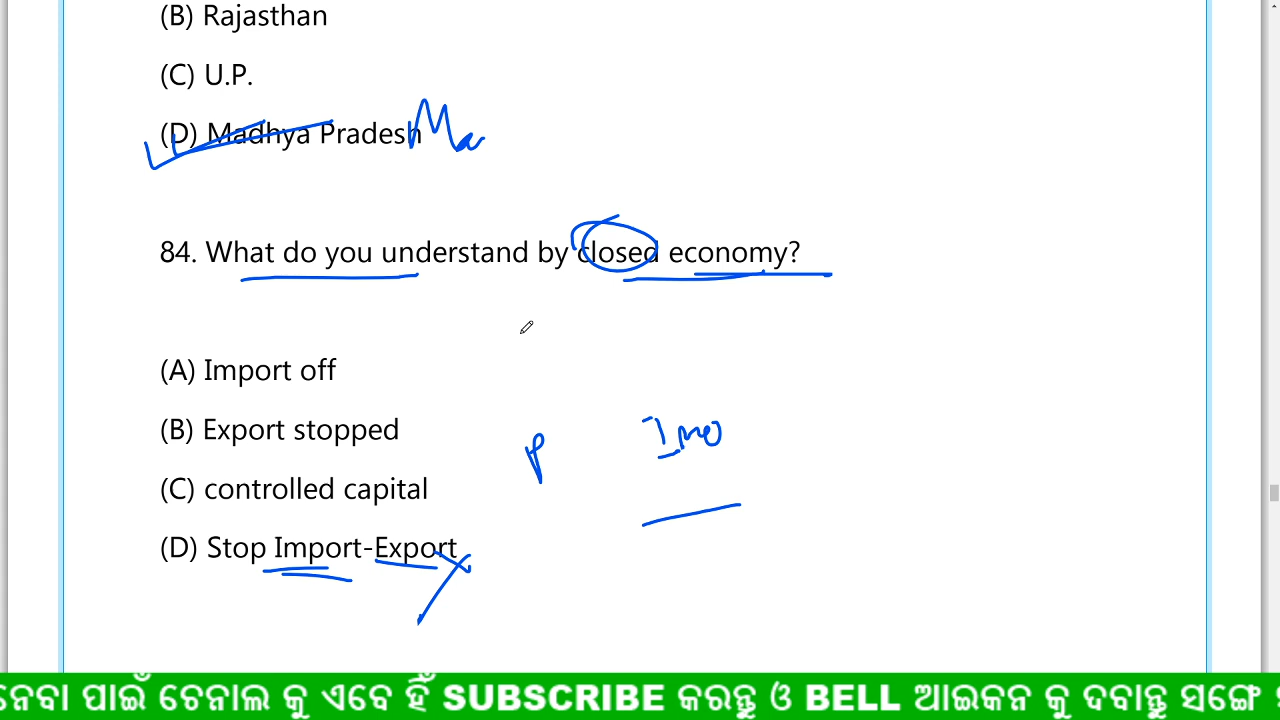 (B) Rajasthan
(C) U.P.
(D) Madhya Pradesh Ma
84. What do you understand by closed economy?
(A) Import off
(B) Export stopped
(C) controlled capital
(D) Stop Import-Export
ନେବା ପାଇଁ ଚେନାଲ କୁ ଏବେ ହିଁ SUBSCRIBE କରନ୍ତୁ ଓ BELL ଆଇକନ କୁ ଦବାନ୍ତୁ ସଙ୍ଗେ